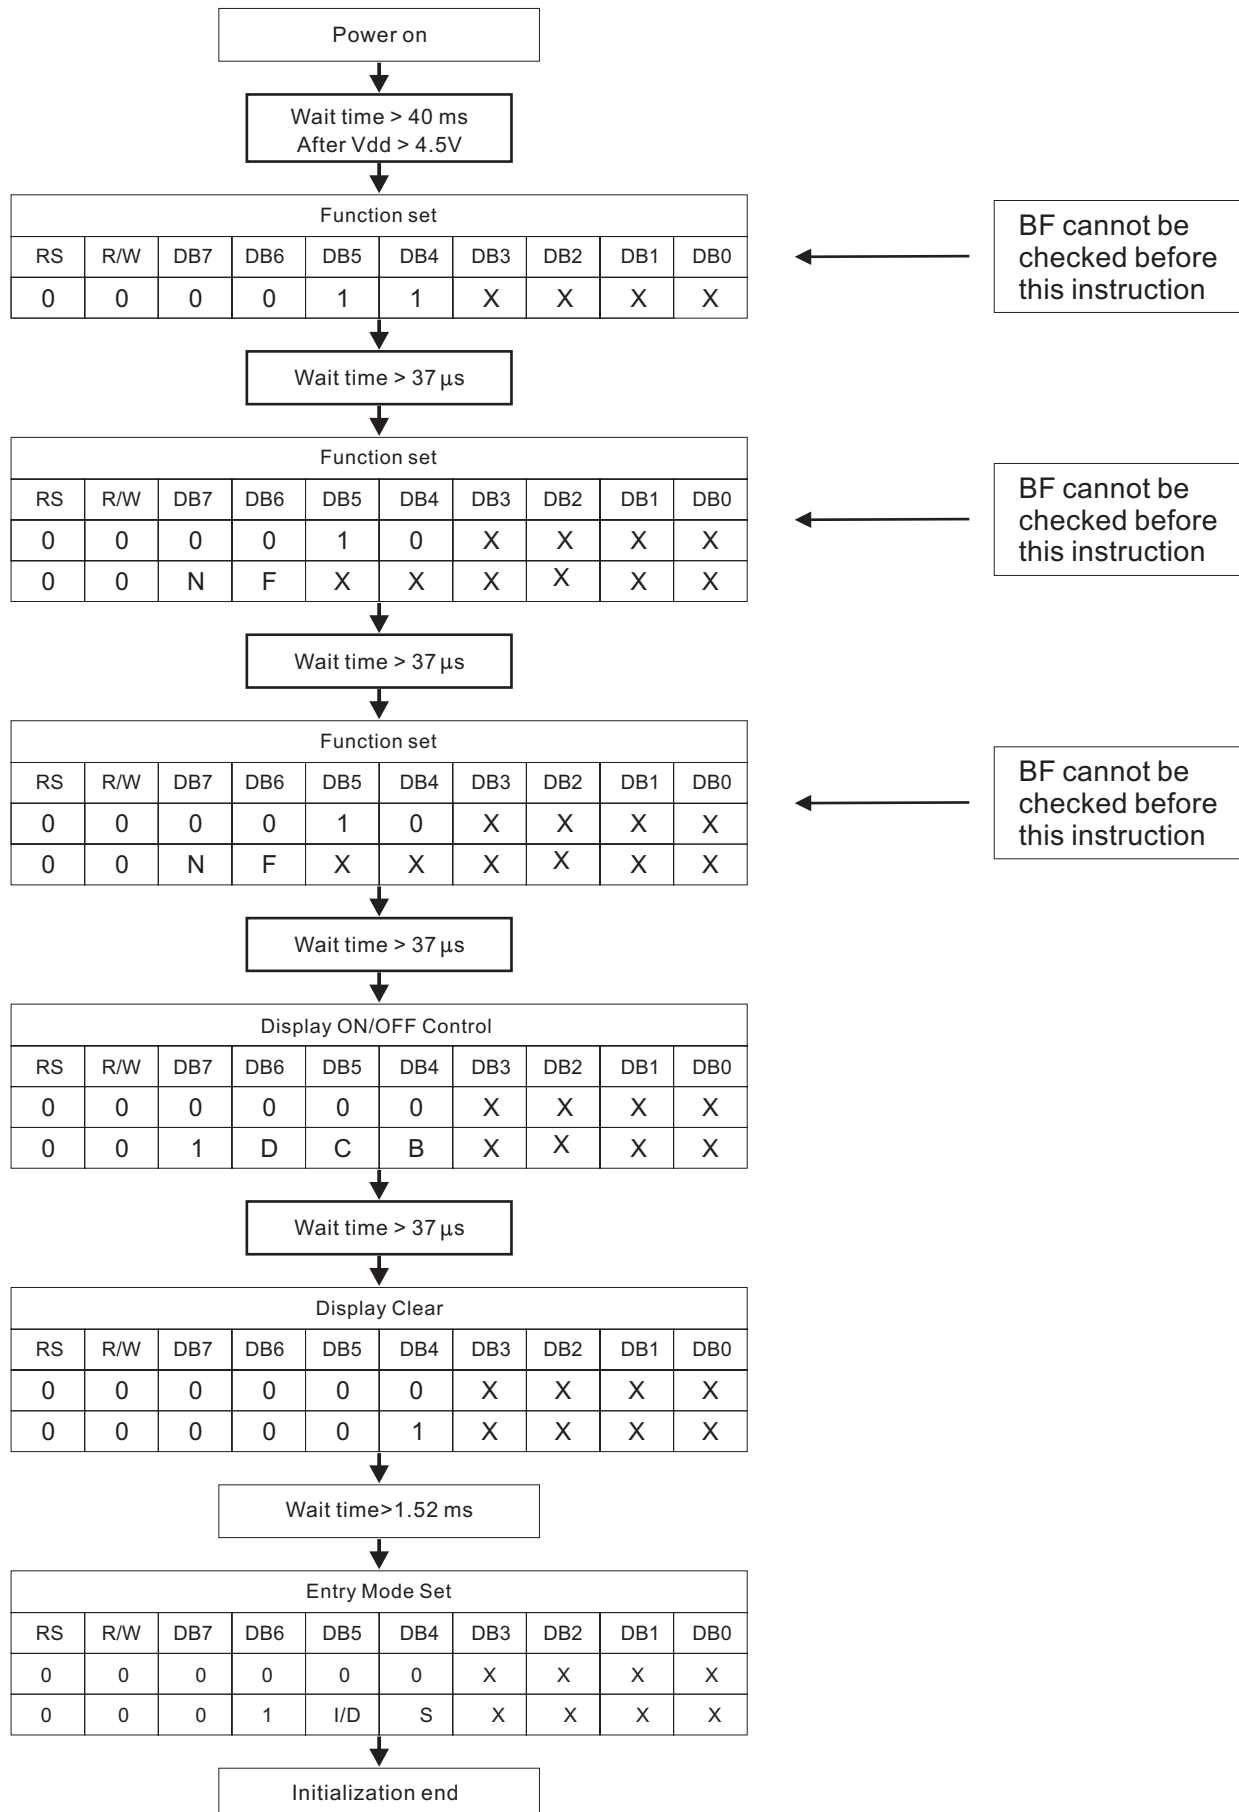 Power on
Wait time > 40 ms
After Vdd > 4.5V
Function set
RS R/W DB7 DB6 DB5 DB4 DB3 DB2 DB1 DB0
0 0 0 0 1 1 X X X X
BF cannot be
checked before
this instruction
Wait time > 37 μs
Function set
RS R/W DB7 DB6 DB5 DB4 DB3 DB2 DB1 DB0
0 0 0 0 1 0 X X X X
0 0 N F X X X X X X
BF cannot be
checked before
this instruction
Wait time > 37 μs
Function set
RS R/W DB7 DB6 DB5 DB4 DB3 DB2 DB1 DB0
0 0 0 0 1 0 X X X X
0 0 N F X X X X X X
BF cannot be
checked before
this instruction
Wait time > 37 μs
Display ON/OFF Control
RS R/W DB7 DB6 DB5 DB4 DB3 DB2 DB1 DB0
0 0 0 0 0 0 X X X X
0 0 1 D C B X X X X
Wait time > 37 μs
Display Clear
RS R/W DB7 DB6 DB5 DB4 DB3 DB2 DB1 DB0
0 0 0 0 0 0 X X X X
0 0 0 0 0 1 X X X X
Wait time>1.52 ms
Entry Mode Set
RS R/W DB7 DB6 DB5 DB4 DB3 DB2 DB1 DB0
0 0 0 0 0 0 X X X X
0 0 0 1 I/D S X X X X
Initialization end